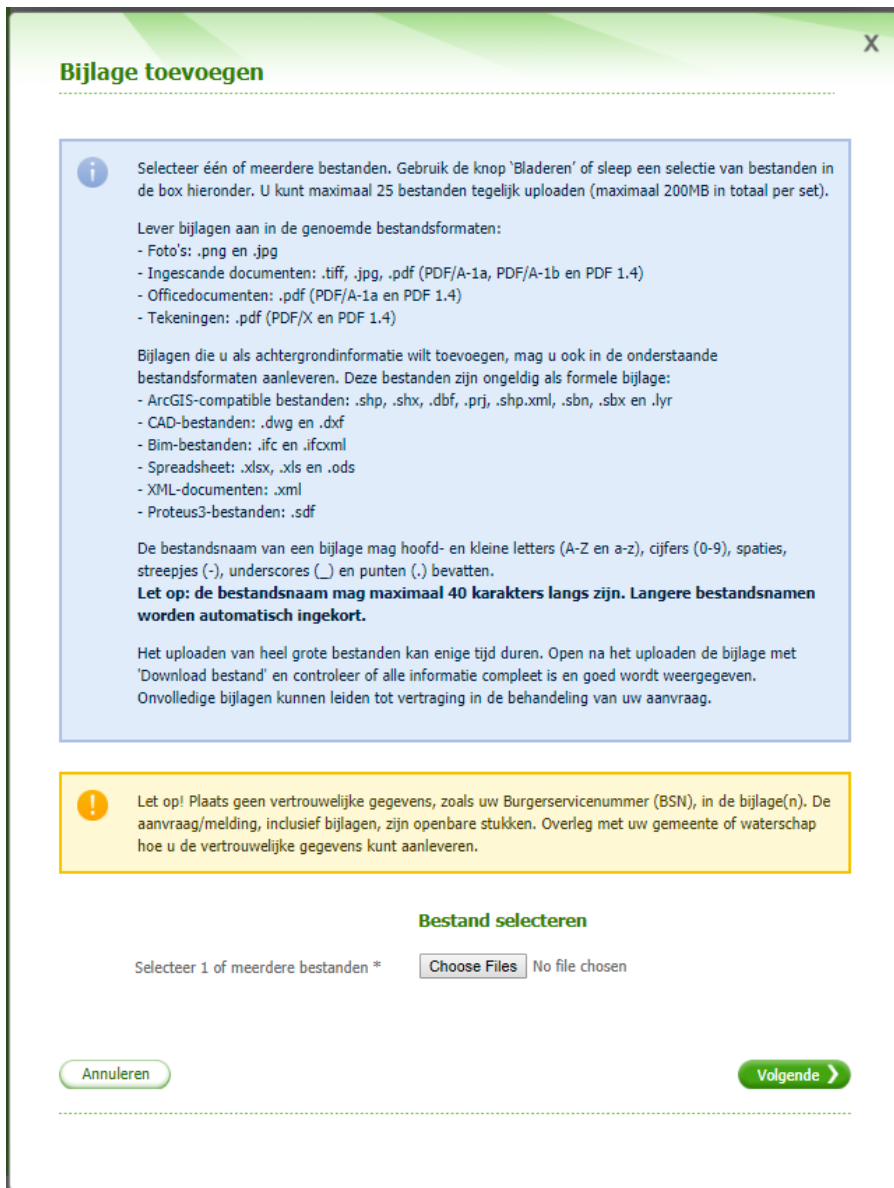 X
Bijlage toevoegen
Selecteer één of meerdere bestanden. Gebruik de knop 'Bladeren' of sleep een selectie van bestanden in
de box hieronder. U kunt maximaal 25 bestanden tegelijk uploaden (maximaal 200MB in totaal per set).
Lever bijlagen aan in de genoemde bestandsformaten:
- Foto's: .png en .jpg
- Ingescande documenten: .tiff, .jpg, .pdf (PDF/A-1a, PDF/A-1b en PDF 1.4)
- Officedocumenten: .pdf (PDF/A-1a en PDF 1.4)
- Tekeningen: .pdf (PDF/X en PDF 1.4)
Bijlagen die u als achtergrondinformatie wilt toevoegen, mag u ook in de onderstaande
bestandsformaten aanleveren. Deze bestanden zijn ongeldig als formele bijlage:
- ArcGIS-compatible bestanden: .shp, .shx, .dbf, .prj, .shp.xml, .sbn, .sbx en .lyr
- CAD-bestanden: .dwg en .dxf
- Bim-bestanden: .ifc en .ifcxml
- Spreadsheet: .xlsx, .xls en .ods
- XML-documenten: .xml
- Proteus3-bestanden: .sdf
De bestandsnaam van een bijlage mag hoofd- en kleine letters (A-Z en a-z), cijfers (0-9), spaties,
streepjes (-), underscores (_) en punten (.) bevatten.
Let op: de bestandsnaam mag maximaal 40 karakters langs zijn. Langere bestandsnamen
worden automatisch ingekort.
Het uploaden van heel grote bestanden kan enige tijd duren. Open na het uploaden de bijlage met
'Download bestand' en controleer of alle informatie compleet is en goed wordt weergegeven.
Onvolledige bijlagen kunnen leiden tot vertraging in de behandeling van uw aanvraag.
Let op! Plaats geen vertrouwelijke gegevens, zoals uw Burgerservicenummer (BSN), in de bijlage(n). De
aanvraag/melding, inclusief bijlagen, zijn openbare stukken. Overleg met uw gemeente of waterschap
hoe u de vertrouwelijke gegevens kunt aanleveren.
Bestand selecteren
Selecteer 1 of meerdere bestanden * Choose Files No file chosen
Annuleren Volgende